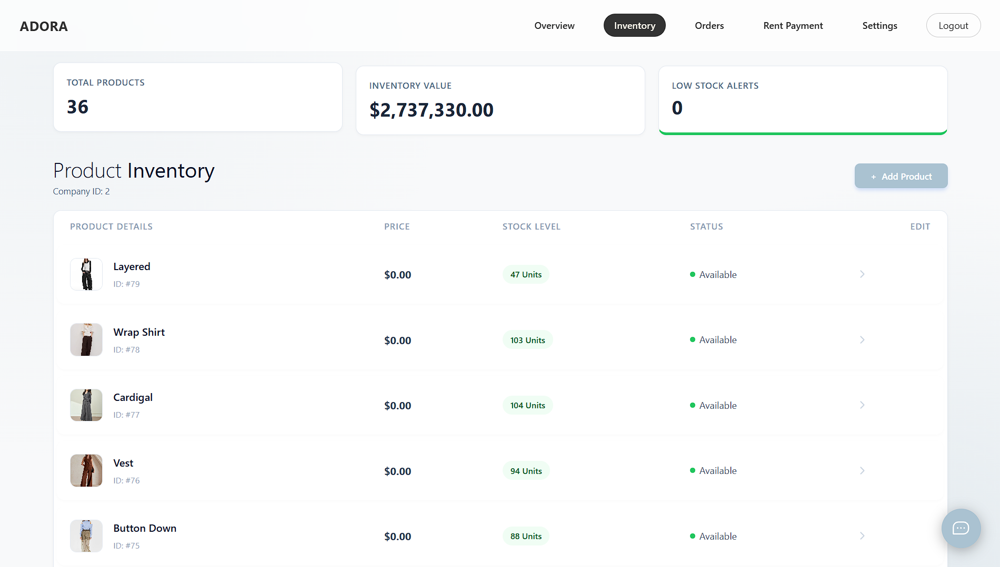 ADORA
Overview
Inventory
Orders
Rent Payment
Settings
Logout
TOTAL PRODUCTS
36
INVENTORY VALUE
$2,737,330.00
LOW STOCK ALERTS
0
Product Inventory
Company ID: 2
+ Add Product
PRODUCT DETAILS PRICE STOCK LEVEL STATUS EDIT
Layered
ID: #79
$0.00
47 Units
Available
Wrap Shirt
ID: #78
$0.00
103 Units
Available
Cardigal
ID: #77
$0.00
104 Units
Available
Vest
ID: #76
$0.00
94 Units
Available
Button Down
ID: #75
$0.00
88 Units
Available